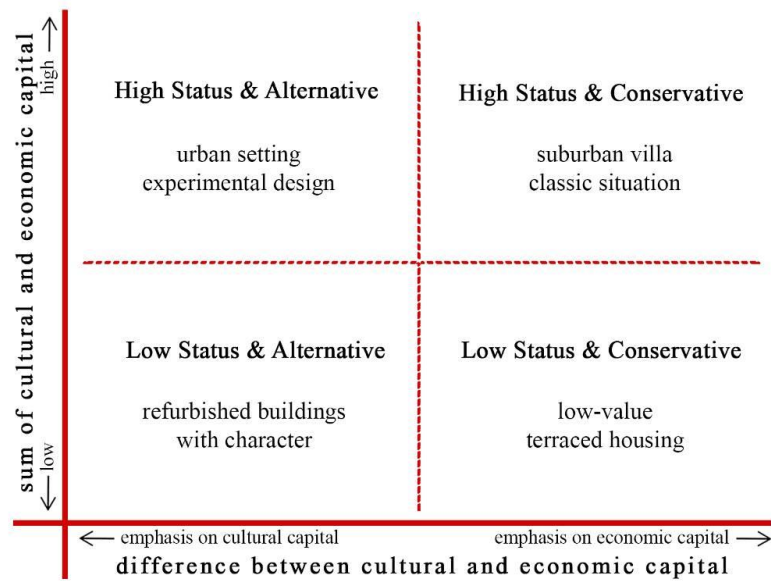 sum of cultural and economic capital
high
low
High Status & Alternative
urban setting
experimental design
High Status & Conservative
suburban villa
classic situation
Low Status & Alternative
refurbished buildings
with character
Low Status & Conservative
low-value
terraced housing
emphasis on cultural capital
emphasis on economic capital
difference between cultural and economic capital